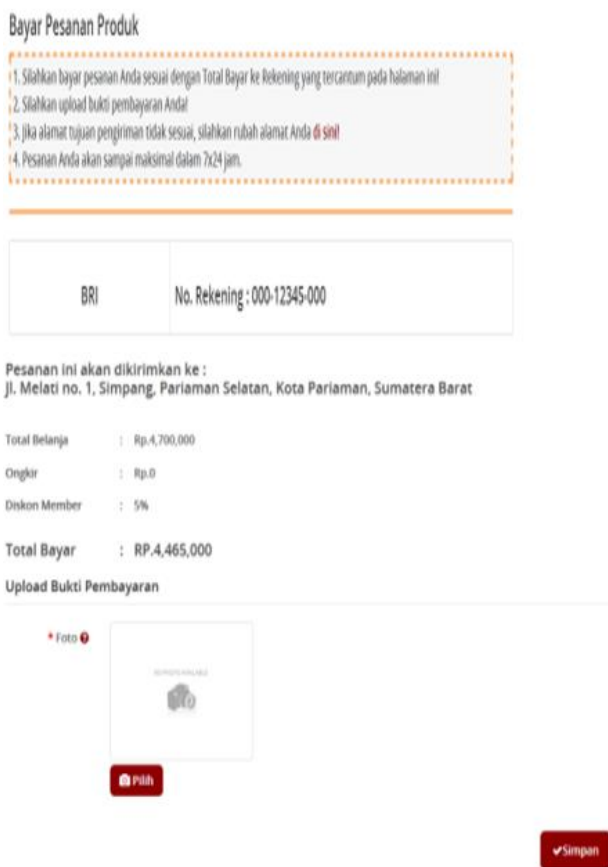 Bayar Pesanan Produk
1. Silahkan bayar pesanan Anda sesuai dengan Total Bayar ke Rekening yang tercantum pada halaman ini!
2. Silahkan upload bukti pembayaran Anda!
3. Jika alamat tujuan pengiriman tidak sesuai, silahkan rubah alamat Anda di sini!
4. Pesanan Anda akan sampai maksimal dalam 7x24 jam.
BRI No. Rekening : 000-12345-000
Pesanan ini akan dikirimkan ke :
Jl. Melati no. 1, Simpang, Pariaman Selatan, Kota Pariaman, Sumatera Barat
Total Belanja : Rp.4,700,000
Ongkir : Rp.0
Diskon Member : 5%
Total Bayar : RP.4,465,000
Upload Bukti Pembayaran
* Foto
NO PHOTO AVAILABLE
Pilih
Simpan